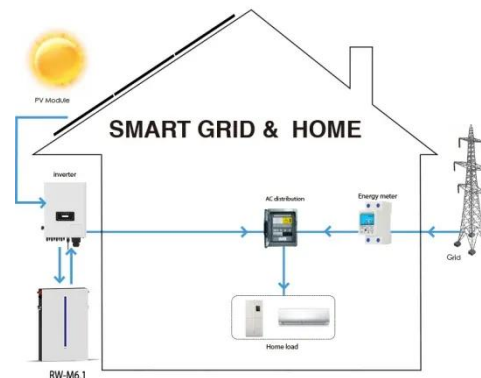 PV Module
SMART GRID & HOME
inverter
AC distribution
Energy meter
Grid
Home load
RW-M6.1